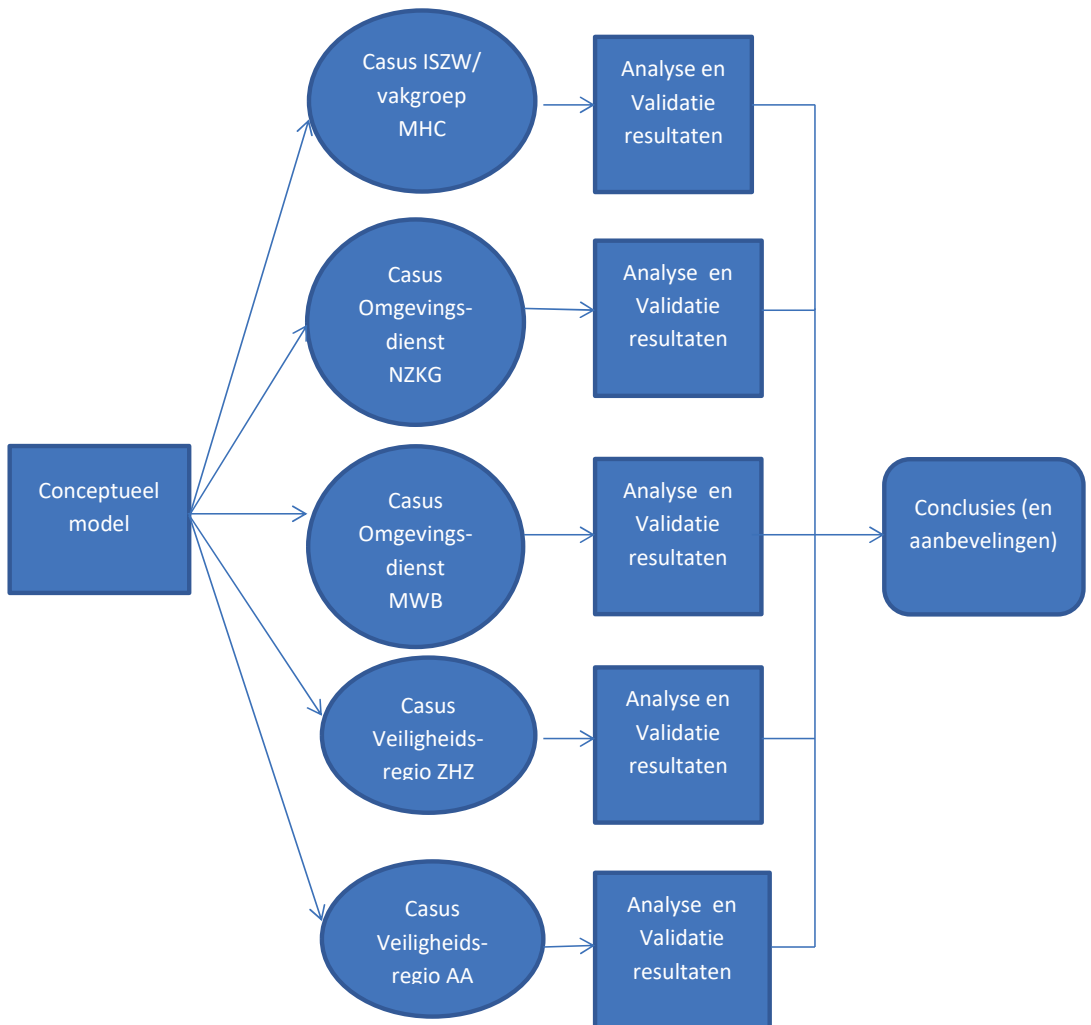 Casus ISZW/
vakgroep
MHC
Analyse en
Validatie
resultaten
Casus
Omgevings-
dienst
NZKG
Analyse en
Validatie
resultaten
Conceptueel
model
Casus
Omgevings-
dienst
MWB
Analyse en
Validatie
resultaten
Conclusies (en
aanbevelingen)
Casus
Veiligheids-
regio ZHZ
Analyse en
Validatie
resultaten
Casus
Veiligheids-
regio AA
Analyse en
Validatie
resultaten